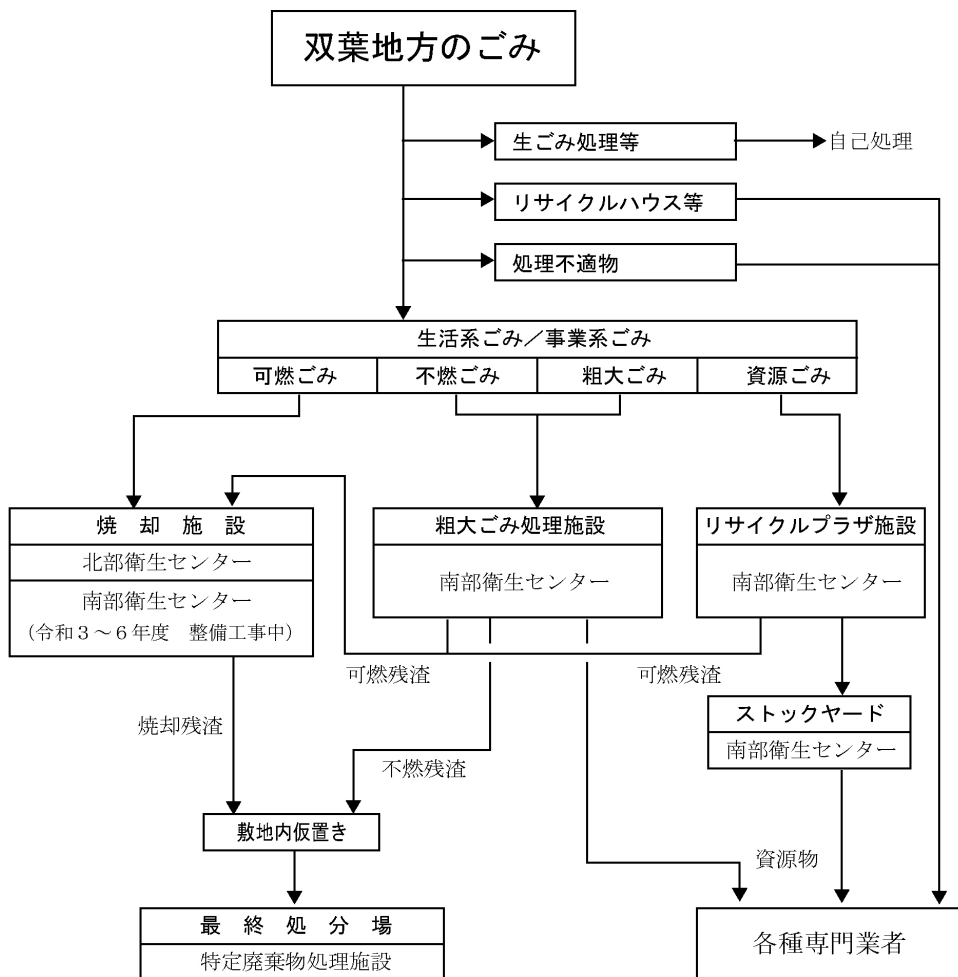 双葉地方のごみ
生ごみ処理等
自己処理
リサイクルハウス等
処理不適物
生活系ごみ／事業系ごみ
可燃ごみ 不燃ごみ 粗大ごみ 資源ごみ
焼却施設
北部衛生センター
南部衛生センター
（令和３～６年度　整備工事中）
粗大ごみ処理施設
南部衛生センター
リサイクルプラザ施設
南部衛生センター
可燃残渣
可燃残渣
焼却残渣
不燃残渣
ストックヤード
南部衛生センター
敷地内仮置き
資源物
最終処分場
特定廃棄物処理施設
各種専門業者